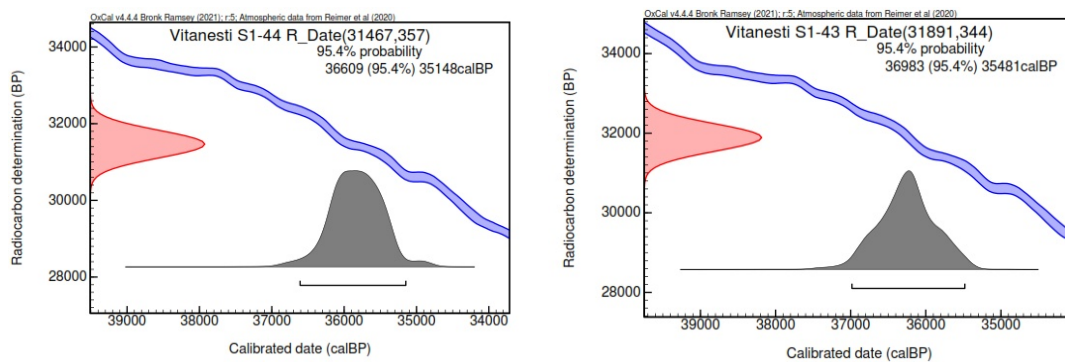 OxCal v4.4.4 Bronk Ramsey (2021); r:5; Atmospheric data from Reimer et al (2020)
Vitanesti S1-44 R_Date(31467,357)
95.4% probability
36609 (95.4%) 35148calBP
Radiocarbon determination (BP)
34000
32000
30000
28000
39000 38000 37000 36000 35000 34000
Calibrated date (calBP)
OxCal v4.4.4 Bronk Ramsey (2021); r:5; Atmospheric data from Reimer et al (2020)
Vitanesti S1-43 R_Date(31891,344)
95.4% probability
36983 (95.4%) 35481calBP
Radiocarbon determination (BP)
34000
32000
30000
28000
39000 38000 37000 36000 35000
Calibrated date (calBP)